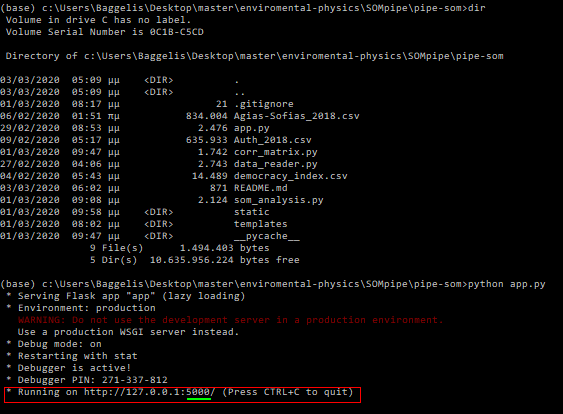 (base) c:\Users\Baggelis\Desktop\master\enviromental-physics\SOMpipe\pipe-som>dir
Volume in drive C has no label.
Volume Serial Number is 0C1B-C5CD
Directory of c:\Users\Baggelis\Desktop\master\enviromental-physics\SOMpipe\pipe-som
03/03/2020 05:09 μμ <DIR> .
03/03/2020 05:09 μμ <DIR> ..
01/03/2020 08:17 μμ 21 .gitignore
06/02/2020 01:51 πμ 834.004 Agias-Sofias_2018.csv
29/02/2020 08:53 μμ 2.476 app.py
09/02/2020 05:17 μμ 635.933 Auth_2018.csv
01/03/2020 09:47 μμ 1.742 corr_matrix.py
27/02/2020 04:06 μμ 2.743 data_reader.py
04/02/2020 05:43 μμ 14.489 democracy_index.csv
03/03/2020 06:02 μμ 871 README.md
01/03/2020 09:08 μμ 2.124 som_analysis.py
01/03/2020 09:58 μμ <DIR> static
01/03/2020 08:02 μμ <DIR> templates
01/03/2020 09:47 μμ <DIR> __pycache__
9 File(s) 1.494.403 bytes
5 Dir(s) 10.635.956.224 bytes free
(base) c:\Users\Baggelis\Desktop\master\enviromental-physics\SOMpipe\pipe-som>python app.py
* Serving Flask app "app" (lazy loading)
* Environment: production
WARNING: Do not use the development server in a production environment.
Use a production WSGI server instead.
* Debug mode: on
* Restarting with stat
* Debugger is active!
* Debugger PIN: 271-337-812
* Running on http://127.0.0.1:5000/ (Press CTRL+C to quit)